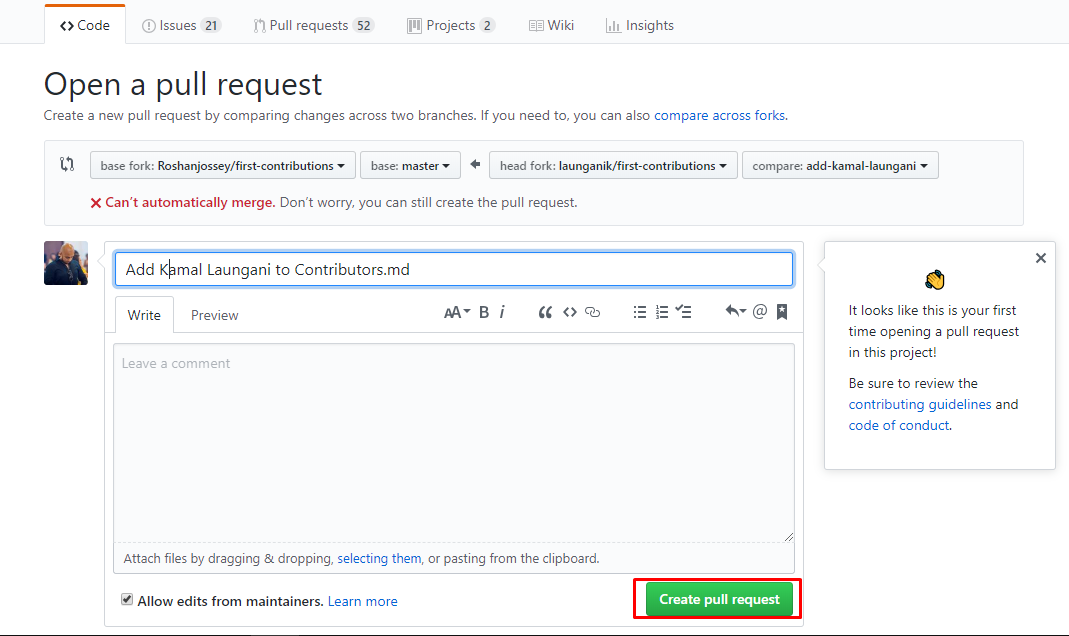 Code Issues 21 Pull requests 52 Projects 2 Wiki Insights
Open a pull request
Create a new pull request by comparing changes across two branches. If you need to, you can also compare across forks.
base fork: Roshanjossey/first-contributions base: master head fork: launganik/first-contributions compare: add-kamal-laungani
Can't automatically merge. Don't worry, you can still create the pull request.
Add Kamal Laungani to Contributors.md
Write Preview AA B i @
Leave a comment
Attach files by dragging & dropping, selecting them, or pasting from the clipboard.
Allow edits from maintainers. Learn more
Create pull request
It looks like this is your first
time opening a pull request
in this project!
Be sure to review the
contributing guidelines and
code of conduct.